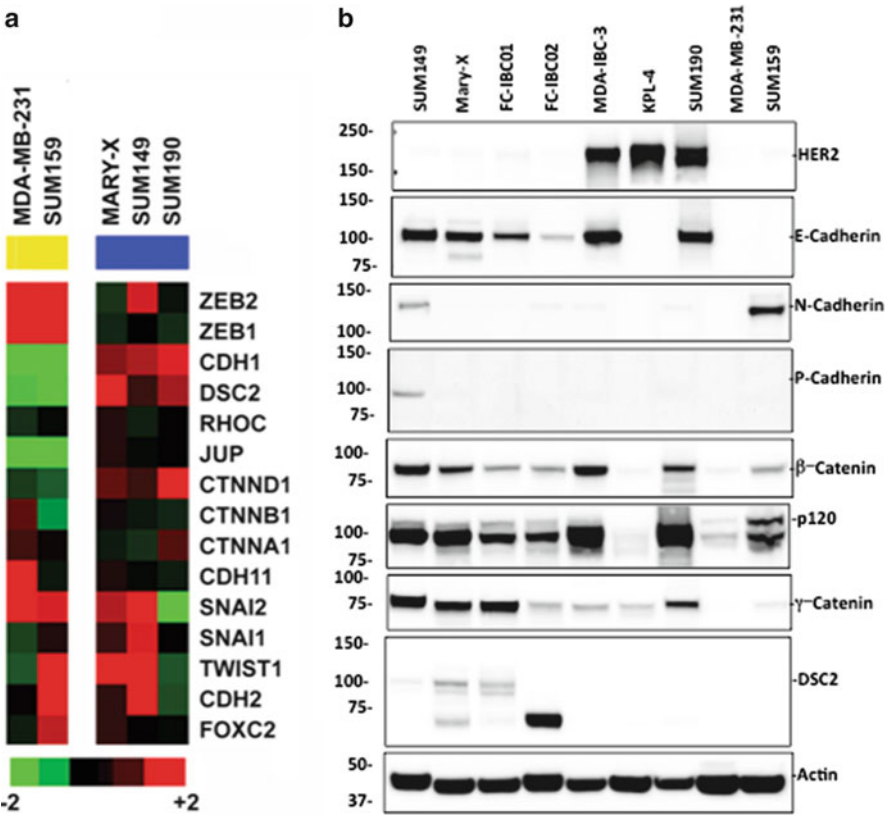 a
MDA-MB-231
SUM159
MARY-X
SUM149
SUM190
ZEB2
ZEB1
CDH1
DSC2
RHOC
JUP
CTNND1
CTNNB1
CTNNA1
CDH11
SNAI2
SNAI1
TWIST1
CDH2
FOXC2
-2
+2
b
SUM149
Mary-X
FC-IBC01
FC-IBC02
MDA-IBC-3
KPL-4
SUM190
MDA-MB-231
SUM159
250-
150-
-HER2
150-
100-
75-
-E-Cadherin
150-
100-
-N-Cadherin
150-
100-
75-
-P-Cadherin
100-
75-
-β-Catenin
100-
75-
-p120
100-
75-
-γ-Catenin
150-
100-
75-
-DSC2
50-
37-
-Actin